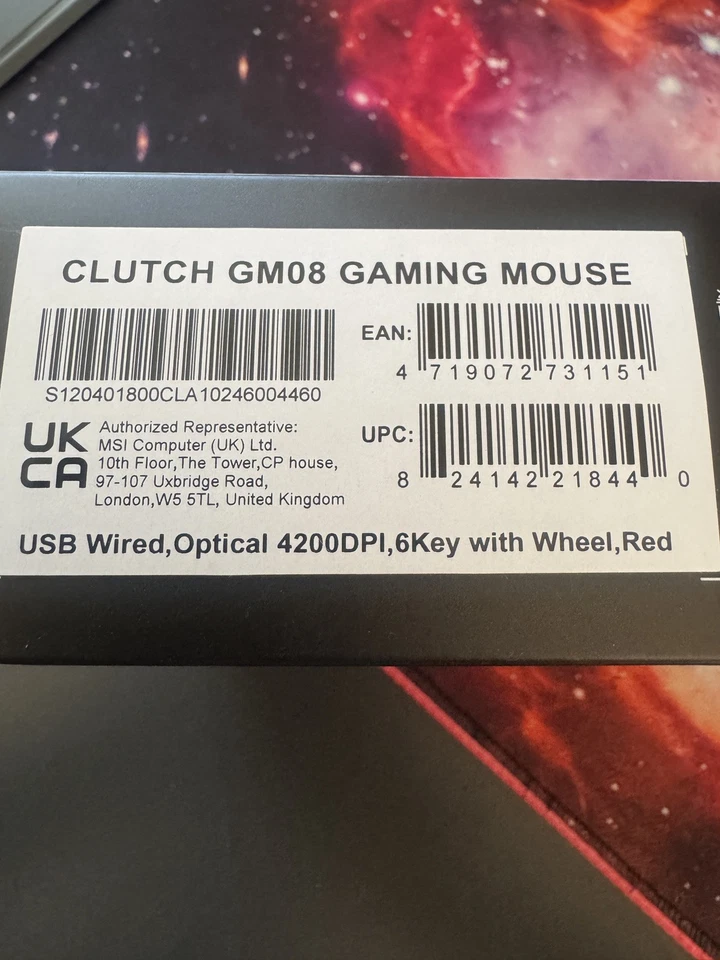 CLUTCH GM08 GAMING MOUSE
S120401800CLA10246004460
EAN:
4 719072 731151
UK
CA
Authorized Representative:
MSI Computer (UK) Ltd.
10th Floor,The Tower,CP house,
97-107 Uxbridge Road,
London,W5 5TL, United Kingdom
UPC:
8 24142 21844 0
USB Wired,Optical 4200DPI,6Key with Wheel,Red